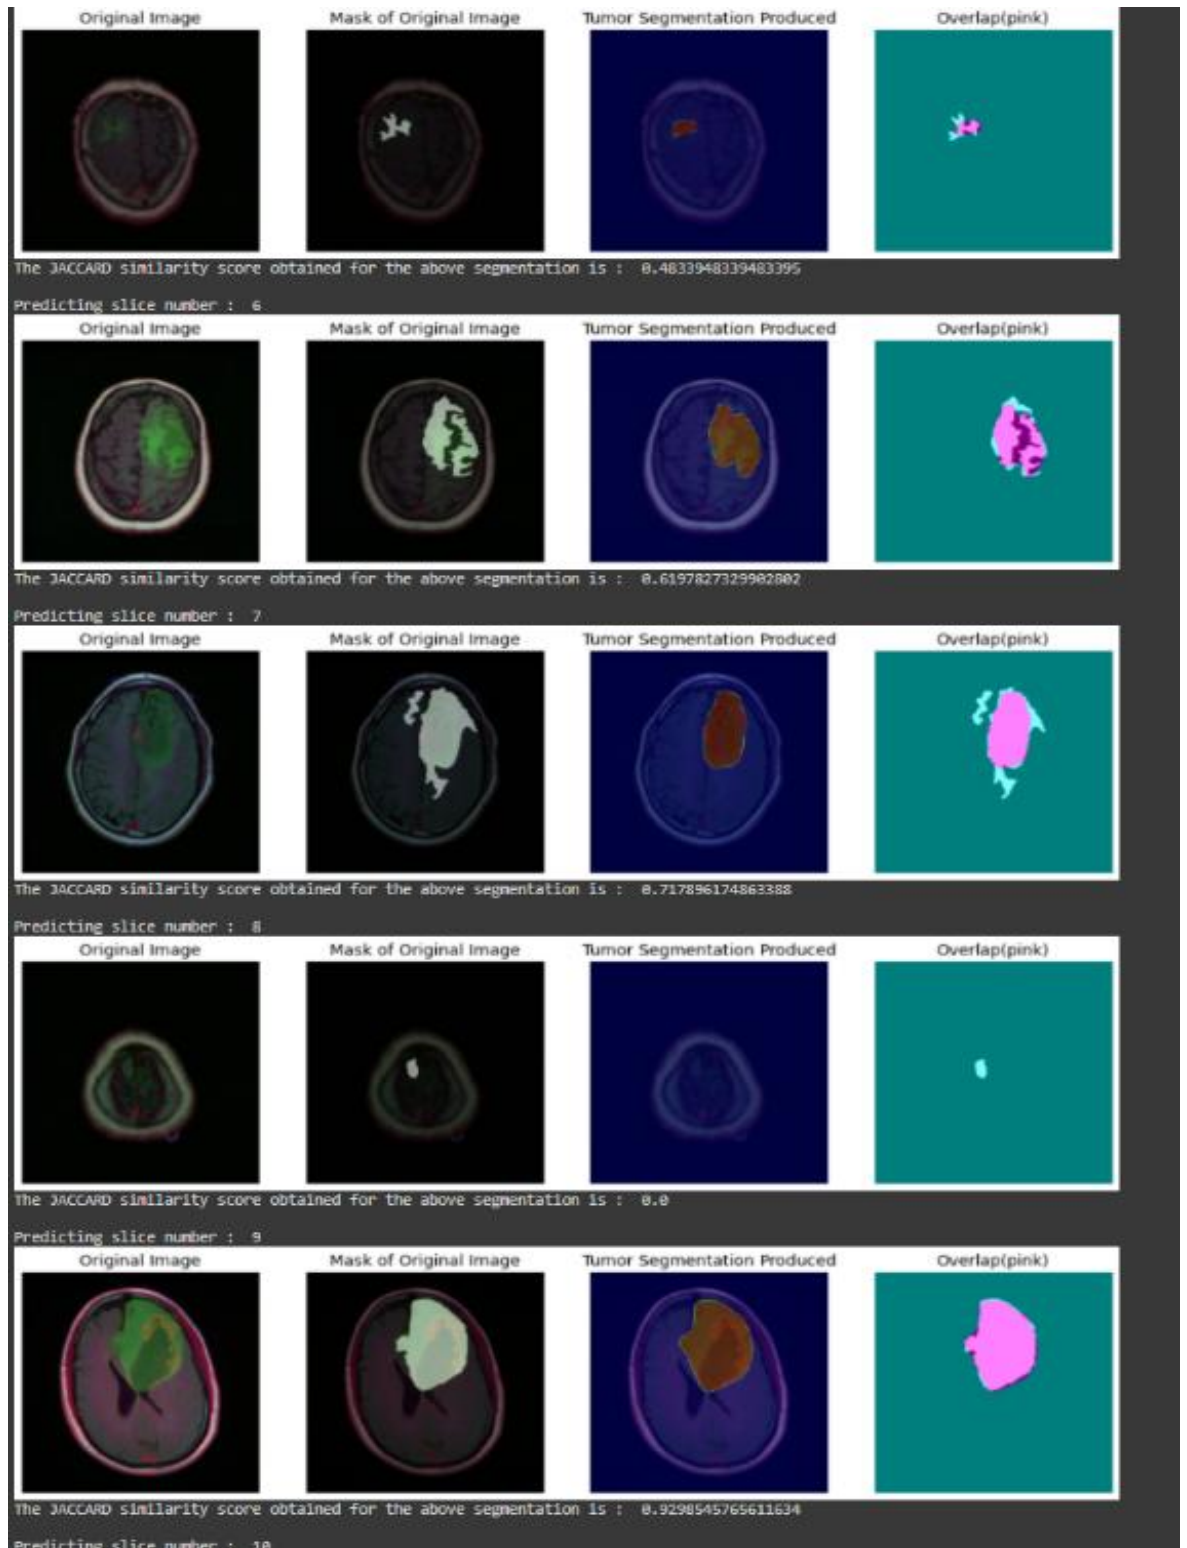 Original Image Mask of Original Image Tumor Segmentation Produced Overlap(pink)
The JACCARD similarity score obtained for the above segmentation is : 0.4833948339483395
Predicting slice number : 6
Original Image Mask of Original Image Tumor Segmentation Produced Overlap(pink)
The JACCARD similarity score obtained for the above segmentation is : 0.6197827329902802
Predicting slice number : 7
Original Image Mask of Original Image Tumor Segmentation Produced Overlap(pink)
The JACCARD similarity score obtained for the above segmentation is : 0.717896174863388
Predicting slice number : 8
Original Image Mask of Original Image Tumor Segmentation Produced Overlap(pink)
The JACCARD similarity score obtained for the above segmentation is : 0.0
Predicting slice number : 9
Original Image Mask of Original Image Tumor Segmentation Produced Overlap(pink)
The JACCARD similarity score obtained for the above segmentation is : 0.9298545765611634
Predicting slice number : 10